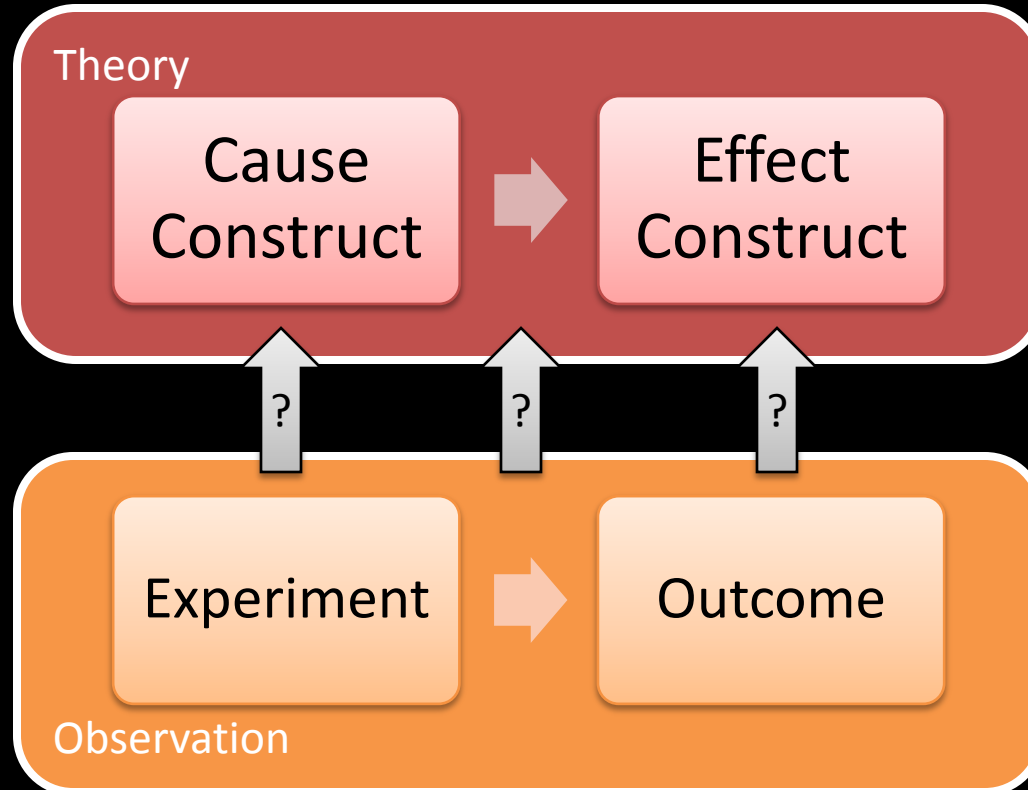 Theory
Cause
Construct
Effect
Construct
?
?
?
Experiment
Outcome
Observation